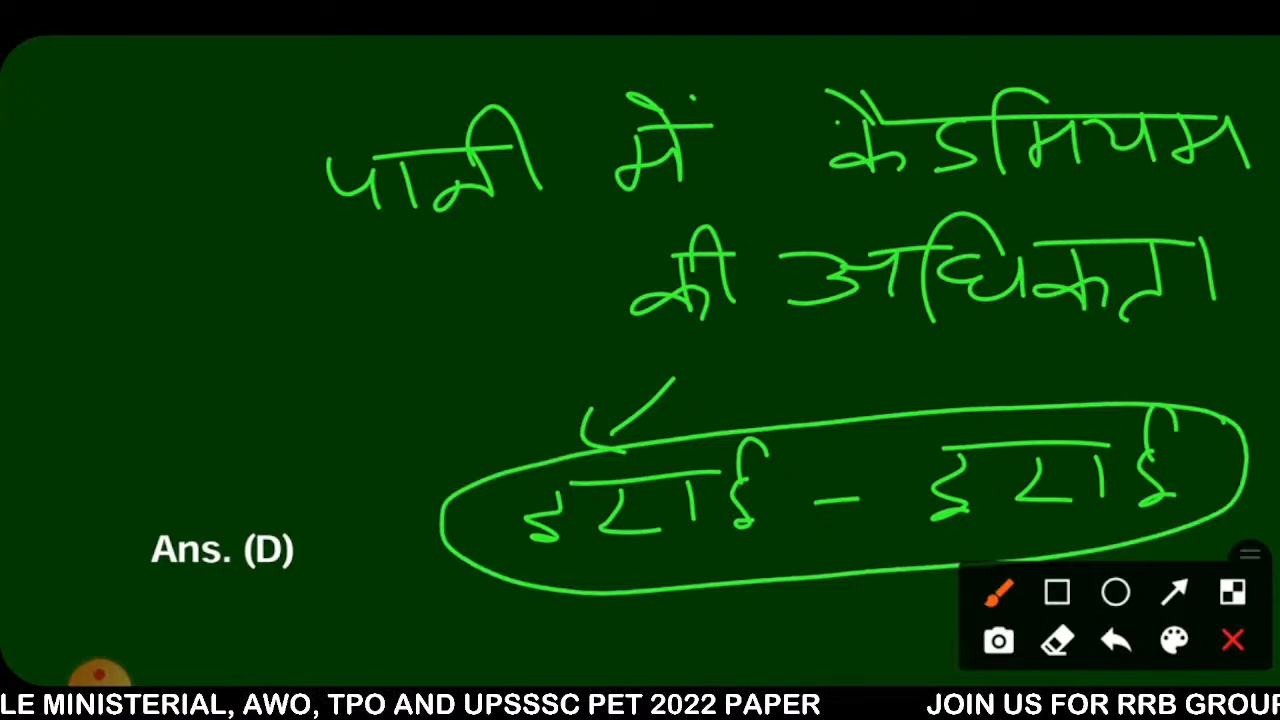 पानी में केडमियम
की अधिकता
इटाई - इटाई
Ans. (D)
LE MINISTERIAL, AWO, TPO AND UPSSSC PET 2022 PAPER JOIN US FOR RRB GROUP